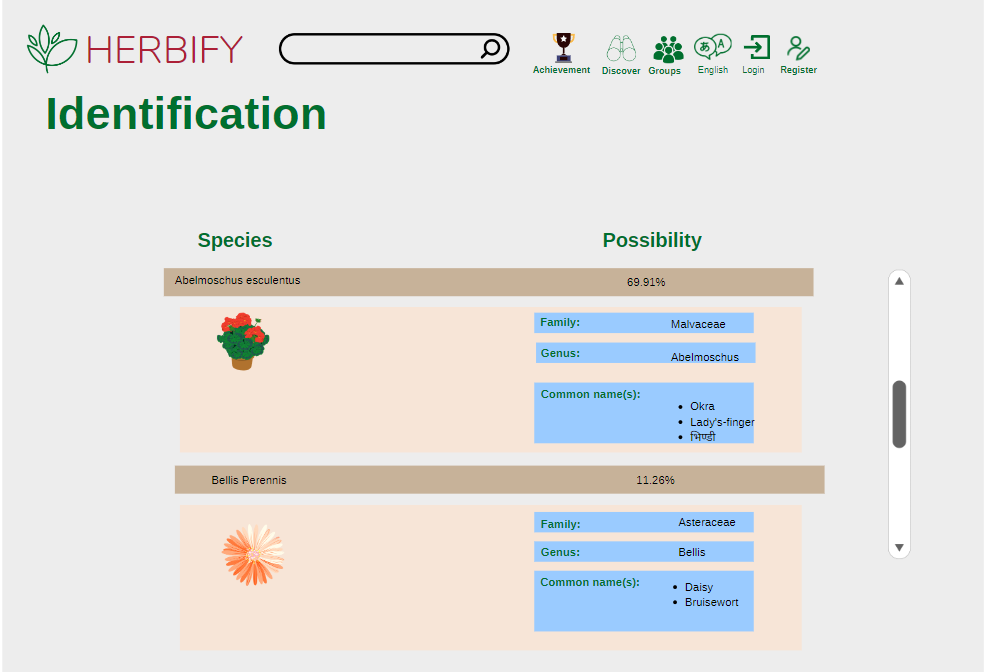 HERBIFY
Achievement
Discover
Groups
あ A
English
Login
Register
Identification
Species Possibility
Abelmoschus esculentus 69.91%
Family: Malvaceae
Genus: Abelmoschus
Common name(s):
• Okra
• Lady's-finger
• भिण्डी
Bellis Perennis 11.26%
Family: Asteraceae
Genus: Bellis
Common name(s):
• Daisy
• Bruisewort